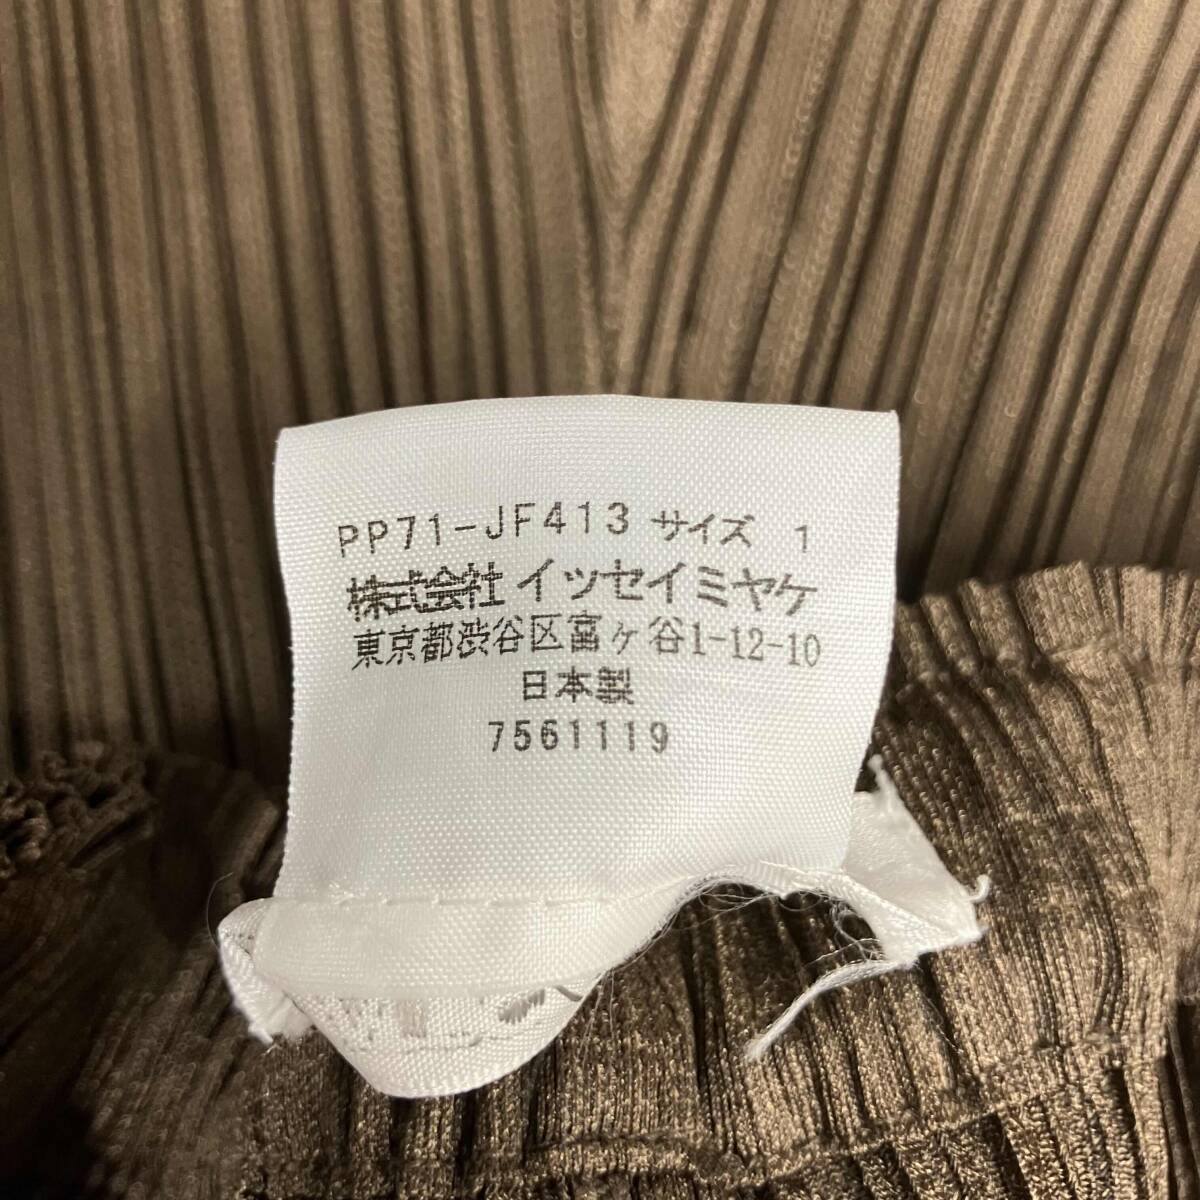 PP71-JF413 サイズ 1
株式会社 イッセイミヤケ
東京都渋谷区富ヶ谷1-12-10
日本製
7561119